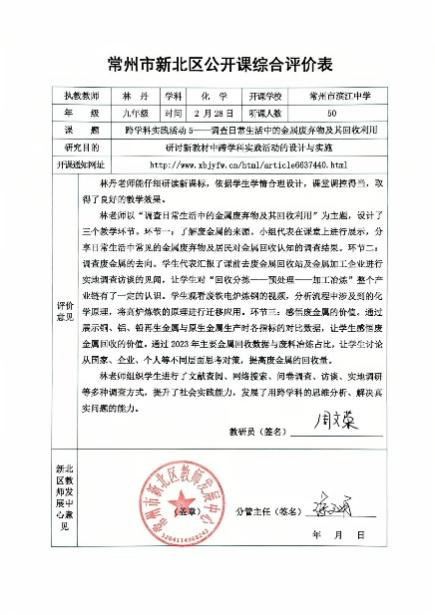 常州市新北区公开课综合评价表
执教教师 林 丹 学科 化 学 开课学校 常州市滨江中学
年 级 九年级 时间 2 月 28 日 听课人数 50
课 题 跨学科实践活动 5——调查日常生活中的金属废弃物及其回收利用
研究目的 研讨新教材中跨学科实践活动的设计与实施
开课通知网址 http://www.xbjyfw.cn/html/article6637440.html
评价意见
林丹老师能仔细研读新课标，依据学生学情合理设计，课堂调控得当，取
得了良好的教学效果。
林老师以“调查日常生活中的金属废弃物及其回收利用”为主题，设计了
三个教学环节。环节一：了解废金属的来源。小组代表在课堂上进行展示，分
享日常生活中常见的金属废弃物及居民对金属回收认知的调查结果。环节二：
调查废金属的去向。学生代表汇报了课前去废金属回收站及金属加工企业进行
实地调查访谈的见闻，让学生对“回收分拣——预处理——加工冶炼”整个产
业链有了一定的认识。学生观看废铁电炉炼钢的视频，分析流程中涉及到的化
学原理，将高炉炼铁的原理进行迁移应用。环节三：感悟废金属的价值。通过
展示铜、铝、铅再生金属与原生金属生产时各指标的对比数据，让学生感悟废
金属回收的价值。通过 2023 年主要金属回收数据与废料冶炼占比，让学生讨论
从国家、企业、个人等不同层面思考对策，提高废金属的回收量。
林老师组织学生进行了文献查阅、网络搜索、问卷调查、访谈、实地调研
等多种调查方式，提升了社会实践能力，发展了用跨学科的思维分析、解决真
实问题的能力。
教研员（签名） 周文荣
新北区教师发展中心意见
常州市新北区教师发展中心
（签章） 分管主任（签名）
年 月 日